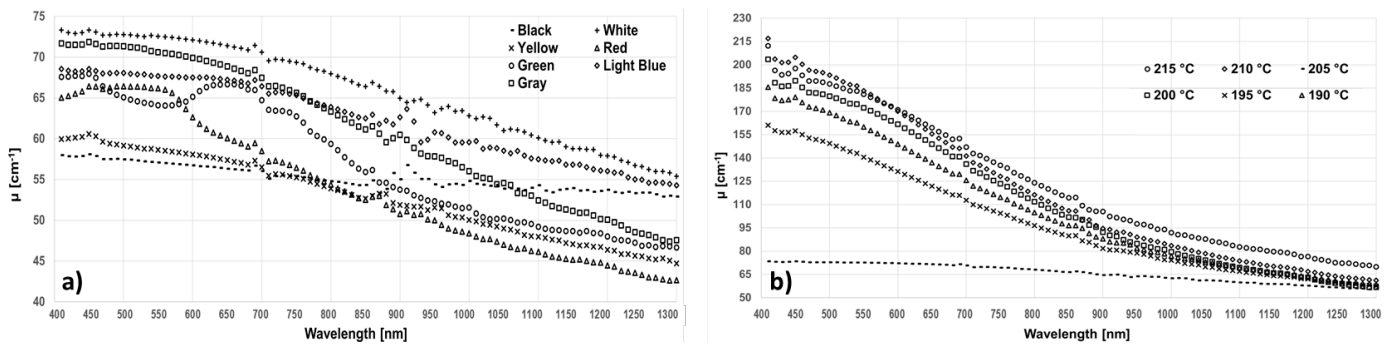 75
70
65
60
55
50
45
40
µ [cm⁻¹]
Black White
Yellow Red
Green Light Blue
Gray
a)
400 450 500 550 600 650 700 750 800 850 900 950 1000 1050 1100 1150 1200 1250 1300
Wavelength [nm]
230
215
200
185
170
155
140
125
110
95
80
65
50
µ [cm⁻¹]
215 °C 210 °C 205 °C
200 °C 195 °C 190 °C
b)
400 450 500 550 600 650 700 750 800 850 900 950 1000 1050 1100 1150 1200 1250 1300
Wavelength [nm]